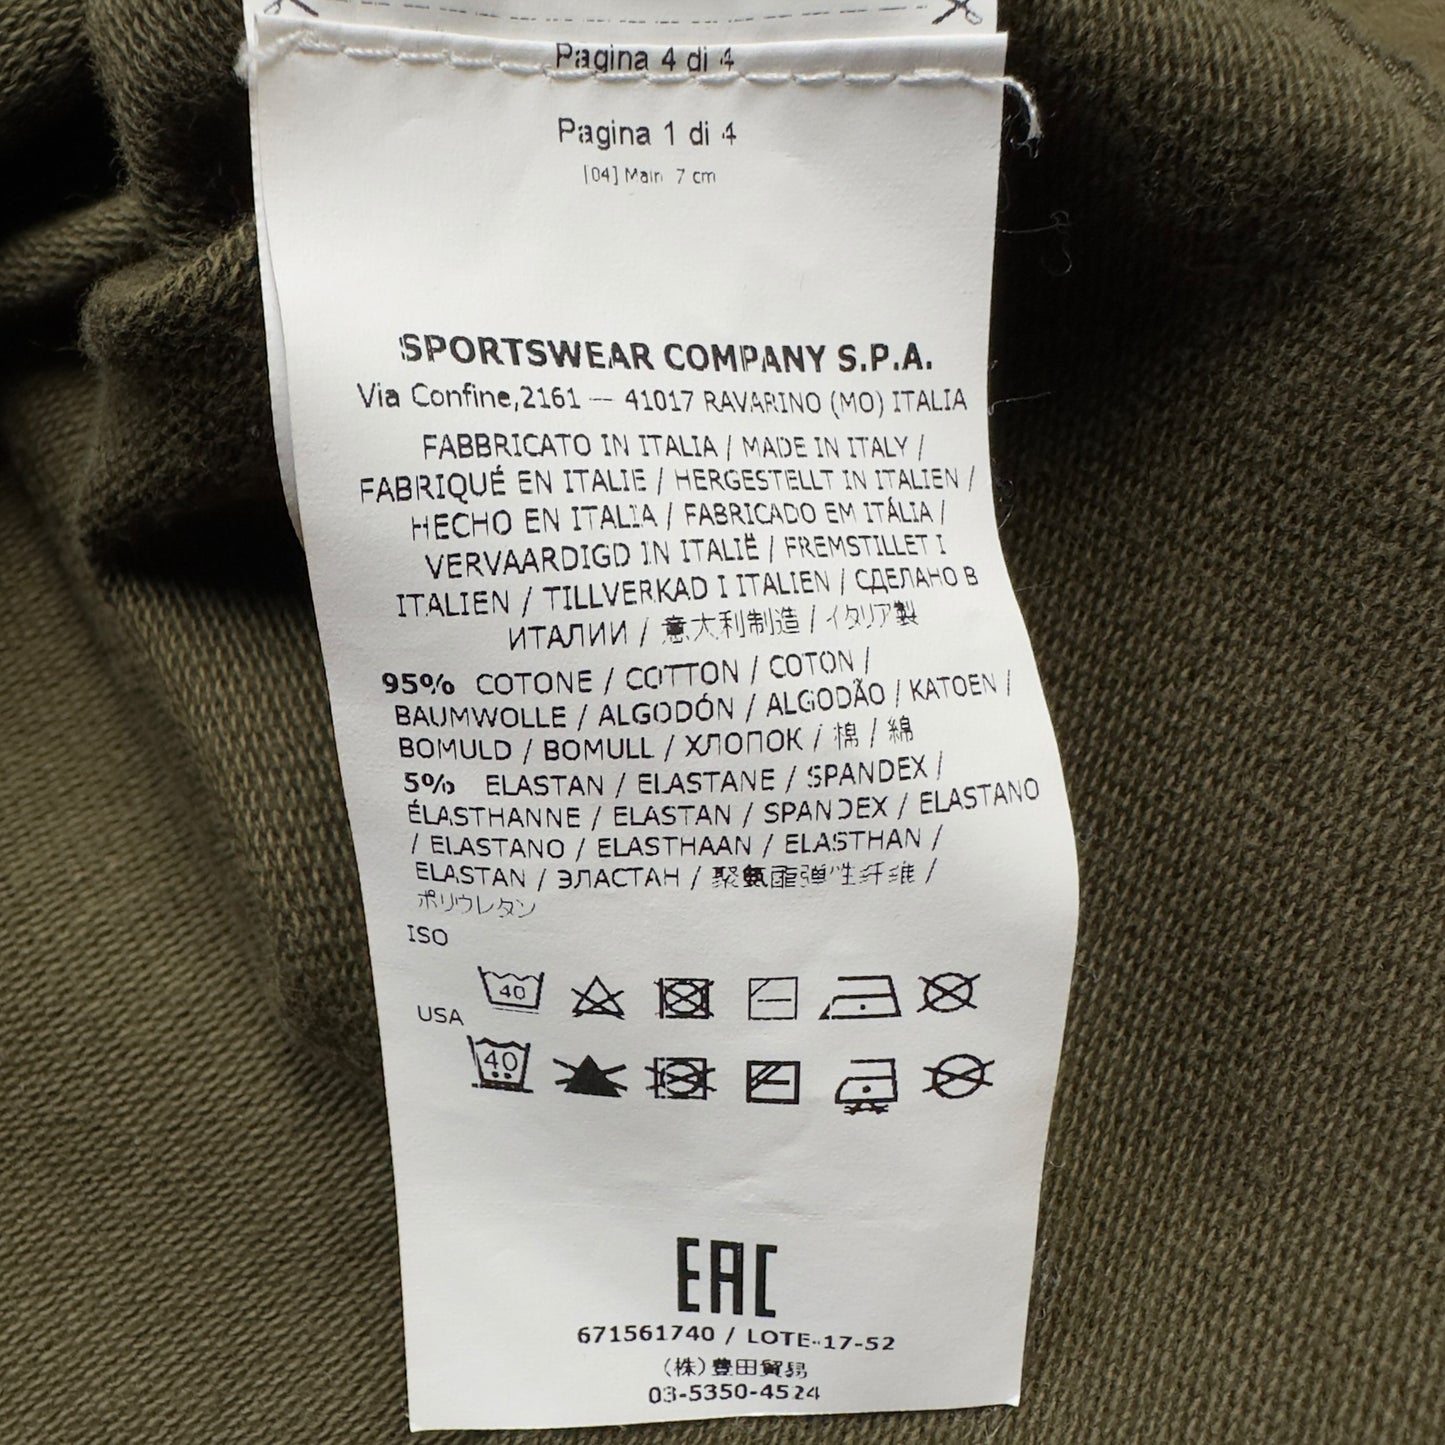 Pagina 4 di 4
Pagina 1 di 4
[04] Main 7 cm
SPORTSWEAR COMPANY S.P.A.
Via Confine,2161 — 41017 RAVARINO (MO) ITALIA
FABBRICATO IN ITALIA / MADE IN ITALY /
FABRIQUÉ EN ITALIE / HERGESTELLT IN ITALIEN /
HECHO EN ITALIA / FABRICADO EM ITÁLIA /
VERVAARDIGD IN ITALIË / FREMSTILLET I
ITALIEN / TILLVERKAD I ITALIEN / СДЕЛАНО В
ИТАЛИИ / 意大利制造 / イタリア製
95% COTONE / COTTON / COTON /
BAUMWOLLE / ALGODÓN / ALGODÃO / KATOEN /
BOMULD / BOMULL / ХЛОПОК / 棉 / 綿
5% ELASTAN / ELASTANE / SPANDEX /
ÉLASTHANNE / ELASTAN / SPANDEX / ELASTANO
/ ELASTANO / ELASTHAAN / ELASTHAN /
ELASTAN / ЭЛАСТАН / 聚氨酯弹性纤维 /
ポリウレタン
ISO
40
USA
40
EAC
671561740 / LOTE-17-52
(株)豊田貿易
03-5350-4524